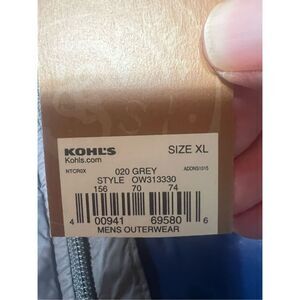 KOHL'S SIZE XL
Kohls.com
NTCR0X 020 GREY ADDNS1015
STYLE OW313330
156 70 74
4 00941 69580 6
MENS OUTERWEAR